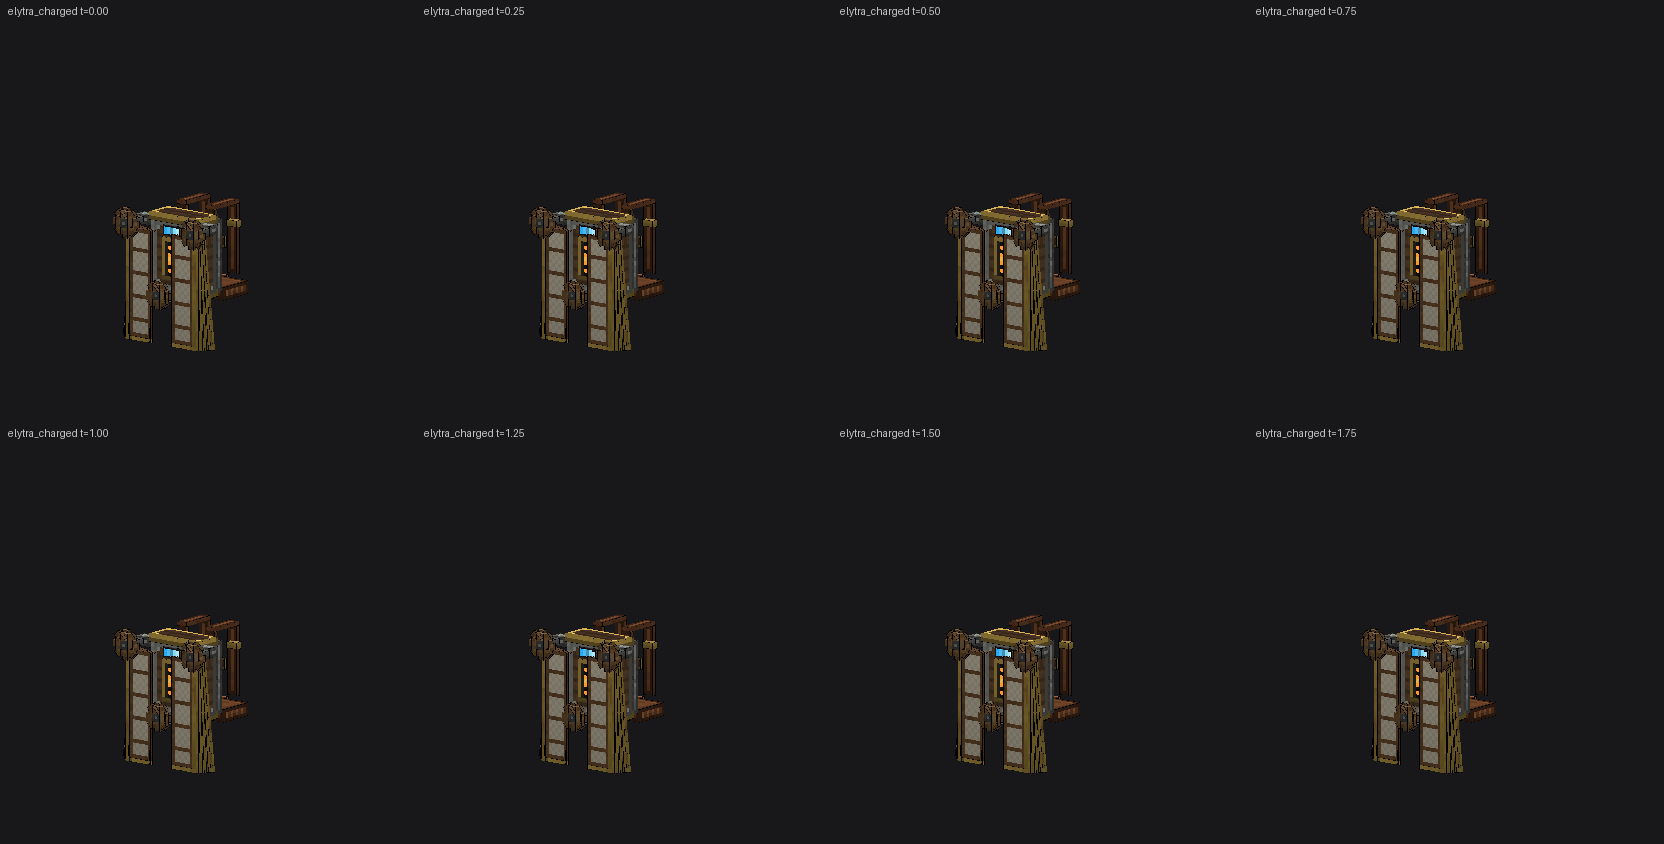 elytra_charged t=0.00
elytra_charged t=0.25
elytra_charged t=0.50
elytra_charged t=0.75
elytra_charged t=1.00
elytra_charged t=1.25
elytra_charged t=1.50
elytra_charged t=1.75